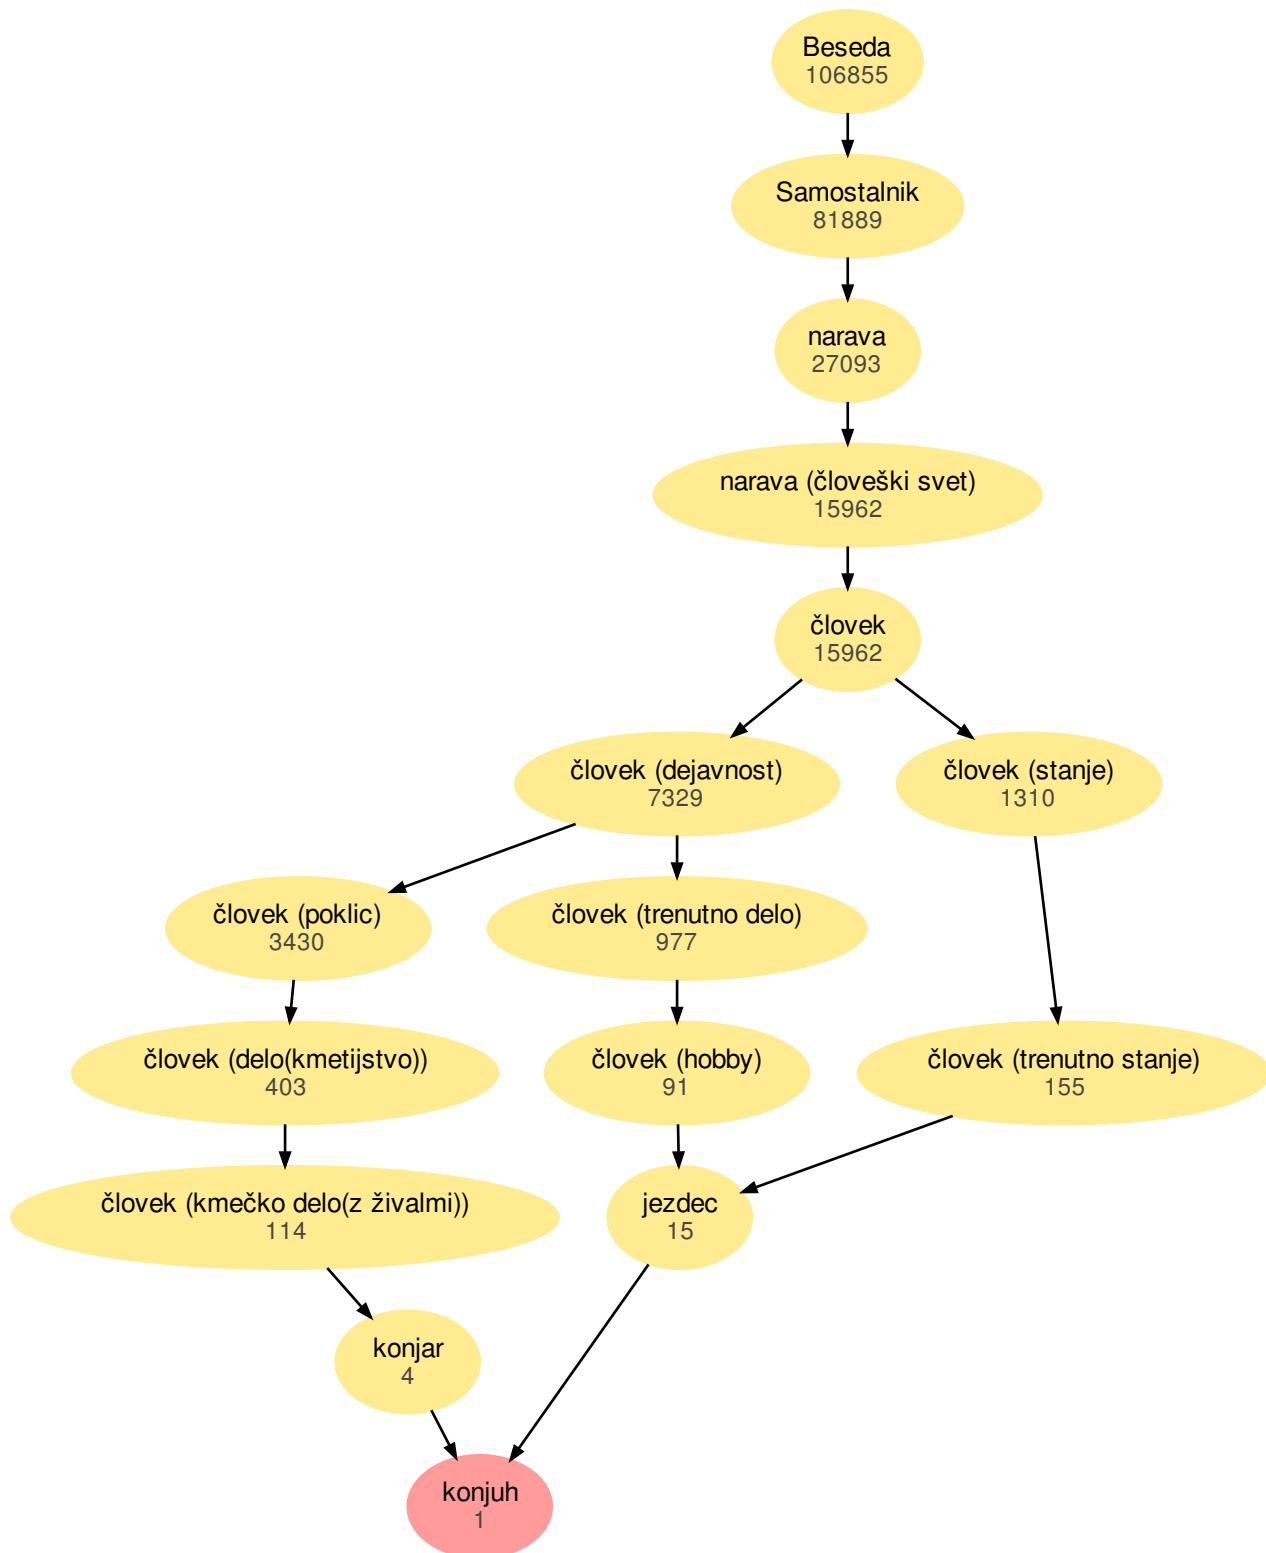 Beseda
106855
Samostalnik
81889
narava
27093
narava (človeški svet)
15962
človek
15962
človek (dejavnost)
7329
človek (stanje)
1310
človek (poklic)
3430
človek (trenutno delo)
977
človek (delo(kmetijstvo))
403
človek (hobby)
91
človek (trenutno stanje)
155
človek (kmečko delo(z živalmi))
114
jezdec
15
konjar
4
konjuh
1